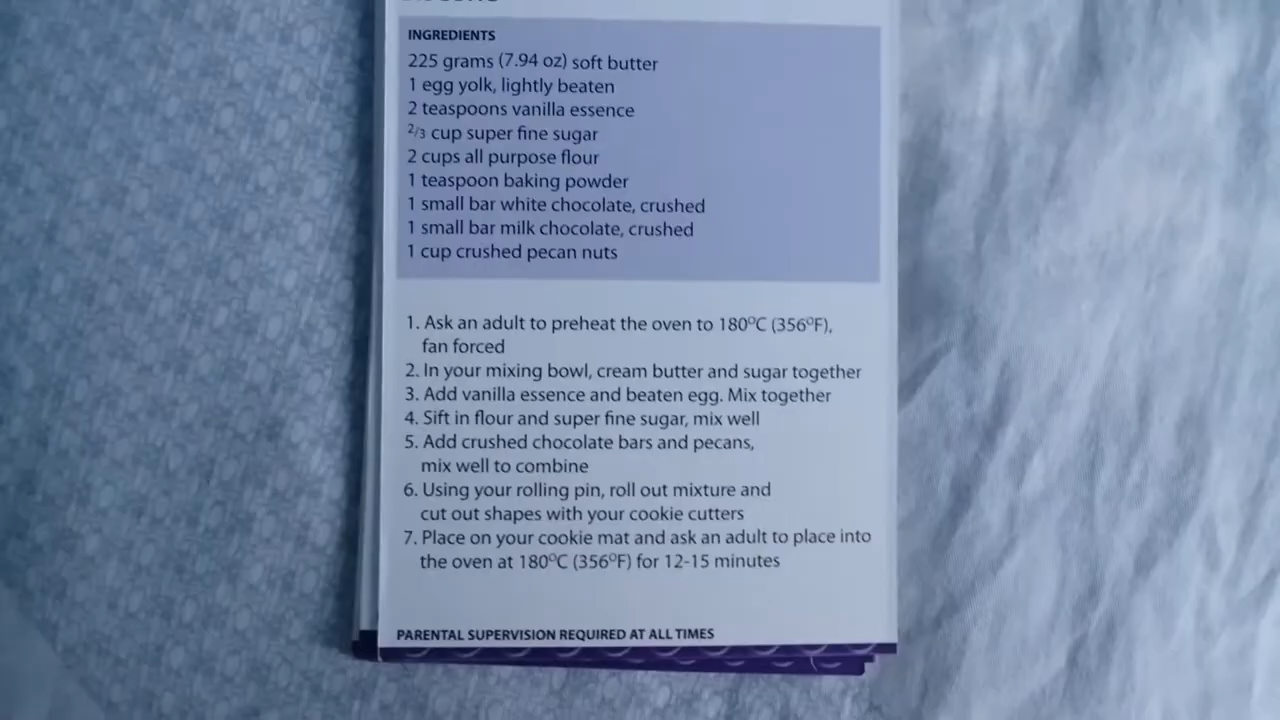 INGREDIENTS
225 grams (7.94 oz) soft butter
1 egg yolk, lightly beaten
2 teaspoons vanilla essence
2/3 cup super fine sugar
2 cups all purpose flour
1 teaspoon baking powder
1 small bar white chocolate, crushed
1 small bar milk chocolate, crushed
1 cup crushed pecan nuts
1. Ask an adult to preheat the oven to 180ºC (356ºF),
fan forced
2. In your mixing bowl, cream butter and sugar together
3. Add vanilla essence and beaten egg. Mix together
4. Sift in flour and super fine sugar, mix well
5. Add crushed chocolate bars and pecans,
mix well to combine
6. Using your rolling pin, roll out mixture and
cut out shapes with your cookie cutters
7. Place on your cookie mat and ask an adult to place into
the oven at 180ºC (356ºF) for 12-15 minutes
PARENTAL SUPERVISION REQUIRED AT ALL TIMES